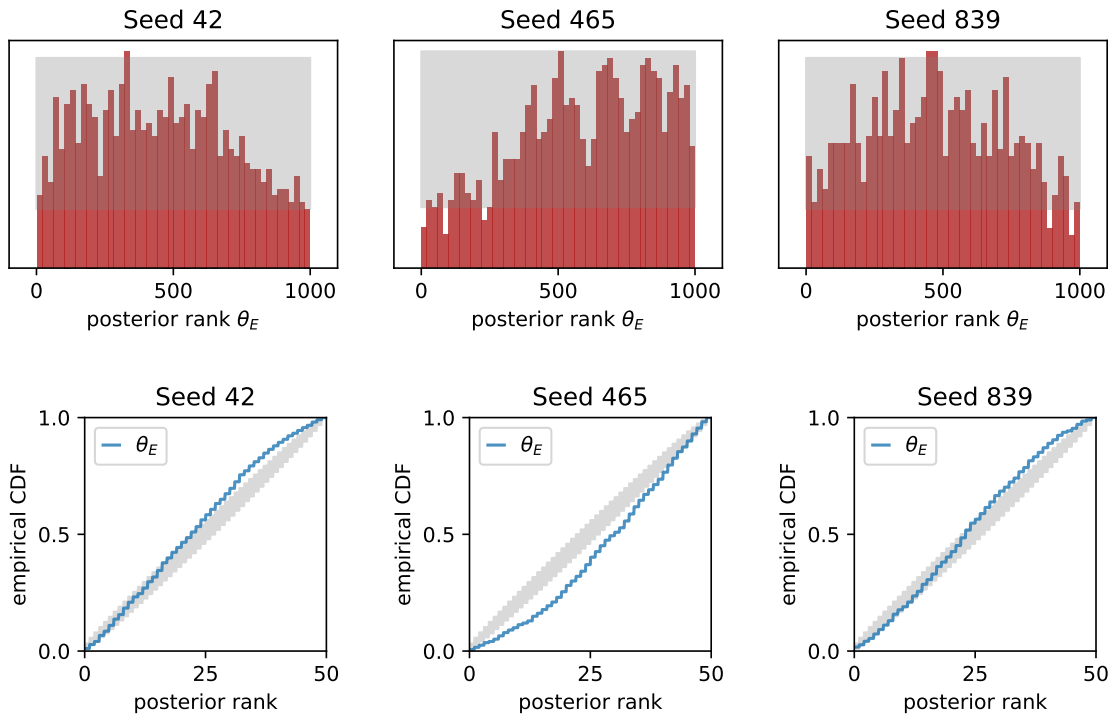 Seed 42
Seed 465
Seed 839
0 500 1000
0 500 1000
0 500 1000
posterior rank θ_E
posterior rank θ_E
posterior rank θ_E
Seed 42
Seed 465
Seed 839
1.0
0.5
0.0
empirical CDF
θ_E
0 25 50
posterior rank
1.0
0.5
0.0
empirical CDF
θ_E
0 25 50
posterior rank
1.0
0.5
0.0
empirical CDF
θ_E
0 25 50
posterior rank